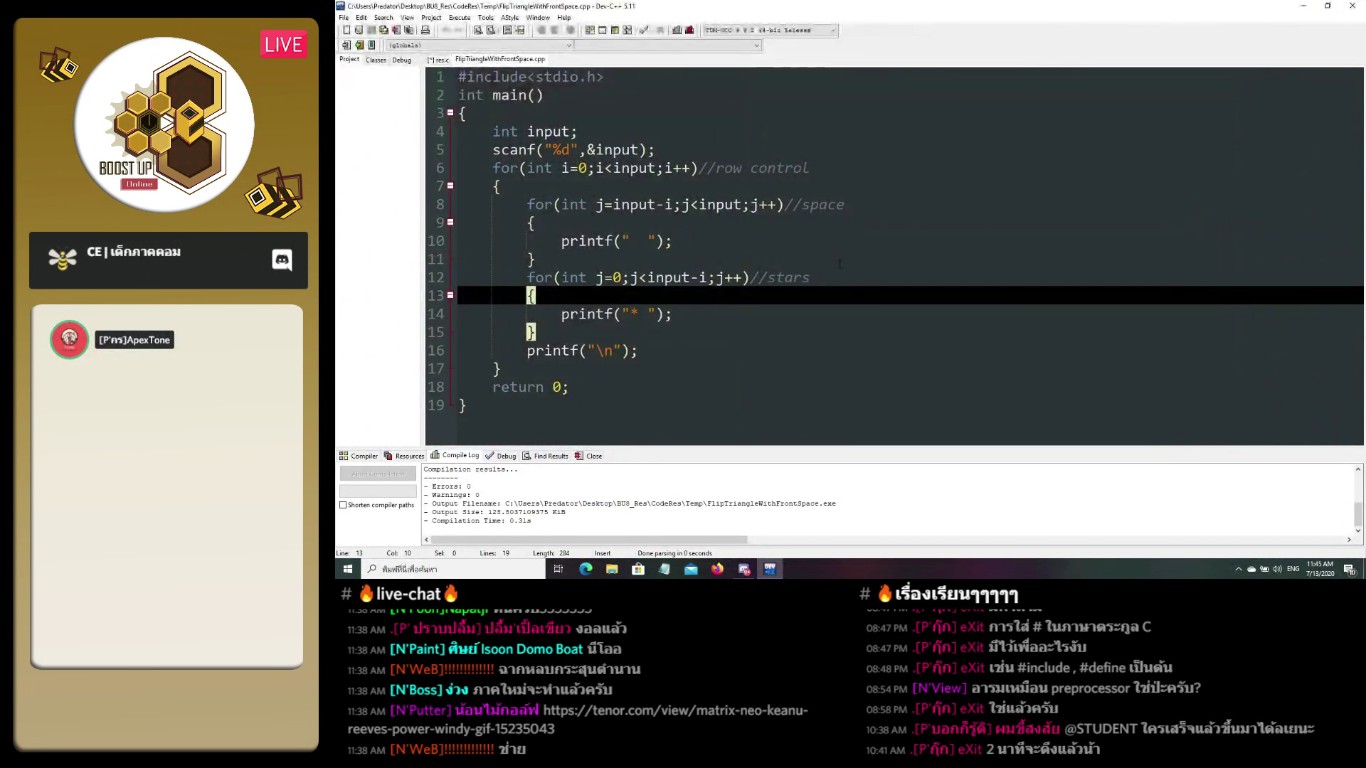 LIVE
BOOST UP
Online
CE | เด็กภาคคอม
[P'กร]ApexTone
C:\Users\Predator\Desktop\BU8_Res\CodeRes\Temp\FlipTriangleWithFrontSpace.cpp - Dev-C++ 5.11
File Edit Search View Project Execute Tools AStyle Window Help
(globals)
Project Classes Debug
[*] res.c FlipTriangleWithFrontSpace.cpp
1 #include<stdio.h>
2 int main()
3 {
4 int input;
5 scanf("%d",&input);
6 for(int i=0;i<input;i++)//row control
7 {
8 for(int j=input-i;j<input;j++)//space
9 {
10 printf("  ");
11 }
12 for(int j=0;j<input-i;j++)//stars
13 {
14 printf("* ");
15 }
16 printf("\n");
17 }
18 return 0;
19 }
Compiler Resources Compile Log Debug Find Results Close
Shorten compiler paths
Compilation results...
--------
- Errors: 0
- Warnings: 0
- Output Filename: C:\Users\Predator\Desktop\BU8_Res\CodeRes\Temp\FlipTriangleWithFrontSpace.exe
- Output Size: 128.5037109375 KiB
- Compilation Time: 0.31s
Line: 13 Col: 10 Sel: 0 Lines: 19 Length: 284 Insert Done parsing in 0 seconds
พิมพ์ที่นี่เพื่อค้นหา
ENG
11:45 AM
7/13/2020
# 🔥live-chat🔥
11:38 AM .[P' ปราบปลื้ม] ปลื้ม'เป็ลเขียว งอลแล้ว
11:38 AM [N'Paint] ศิษย์ Isoon Domo Boat นีโออ
11:38 AM [N'WeB]!!!!!!!!!!!!! ฉากหลบกระสุนตำนาน
11:38 AM [N'Boss] ง่วง ภาคใหม่จะทำแล้วครับ
11:38 AM [N'Putter] น้อนไม้กอล์ฟ https://tenor.com/view/matrix-neo-keanu-
reeves-power-windy-gif-15235043
11:38 AM [N'WeB]!!!!!!!!!!!!! ช่าย
# 🔥เรื่องเรียนๆๆๆๆๆ
08:47 PM .[P'กุ๊ก] eXit การใส่ # ในภาษาตระกูล C
08:47 PM .[P'กุ๊ก] eXit มีไว้เพื่ออะไรงับ
08:48 PM .[P'กุ๊ก] eXit เช่น #include , #define เป็นต้น
08:54 PM [N'View] อารมเหมือน preprocessor ใช่ปะครับ?
08:58 PM .[P'กุ๊ก] eXit ใช่แล้วครับ
10:38 AM .[P'บอกก็รู้ดิ] ผมขี้สงสัย @STUDENT ใครเสร็จแล้วขึ้นมาได้ลเยนะ
10:41 AM .[P'กุ๊ก] eXit 2 นาทีจะดึงแล้วน้า